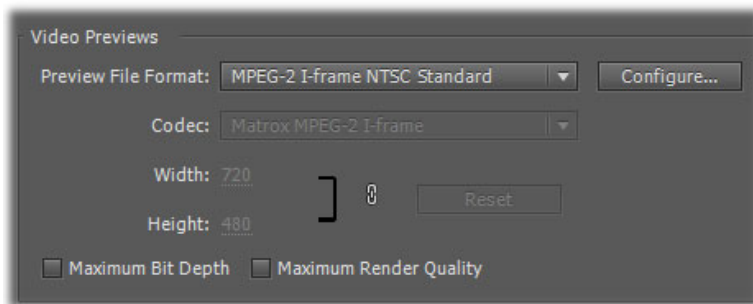 Video Previews
Preview File Format: MPEG-2 I-frame NTSC Standard Configure...
Codec: Matrox MPEG-2 I-frame
Width: 720
Height: 480
Reset
Maximum Bit Depth Maximum Render Quality